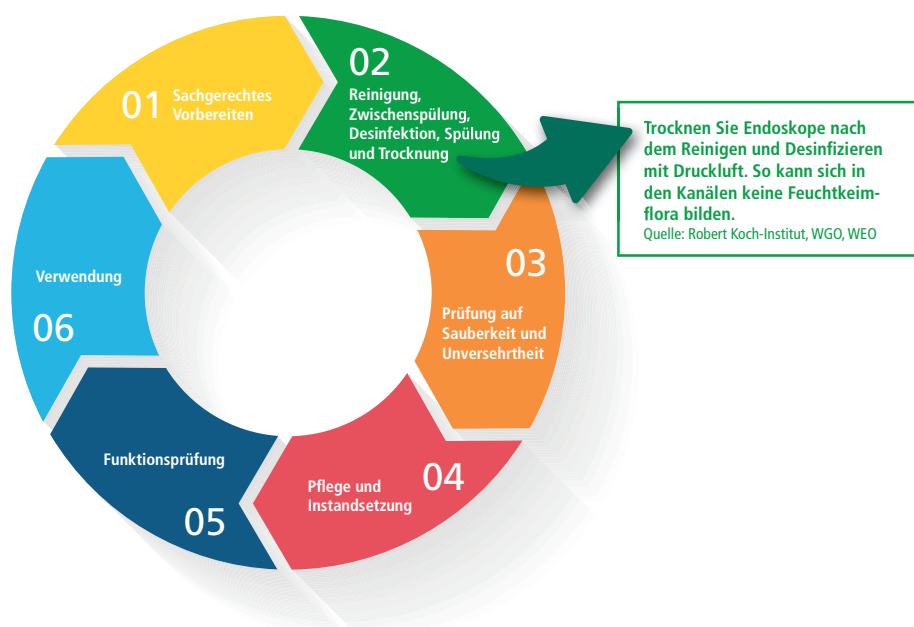 01
Sachgerechtes
Vorbereiten
02
Reinigung,
Zwischenspülung,
Desinfektion, Spülung
und Trocknung
Trocknen Sie Endoskope nach
dem Reinigen und Desinfizieren
mit Druckluft. So kann sich in
den Kanälen keine Feuchtkeim-
flora bilden.
Quelle: Robert Koch-Institut, WGO, WEO
03
Prüfung auf
Sauberkeit und
Unversehrtheit
04
Pflege und
Instandsetzung
Funktionsprüfung
05
Verwendung
06